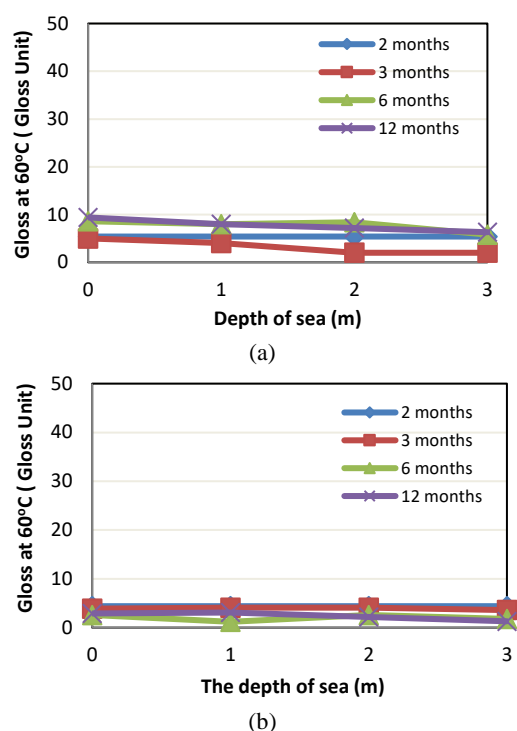 50
40
30
20
10
0
Gloss at 60°C ( Gloss Unit)
2 months
3 months
6 months
12 months
0 1 2 3
Depth of sea (m)
(a)
50
40
30
20
10
0
Gloss at 60°C ( Gloss Unit)
2 months
3 months
6 months
12 months
0 1 2 3
The depth of sea (m)
(b)